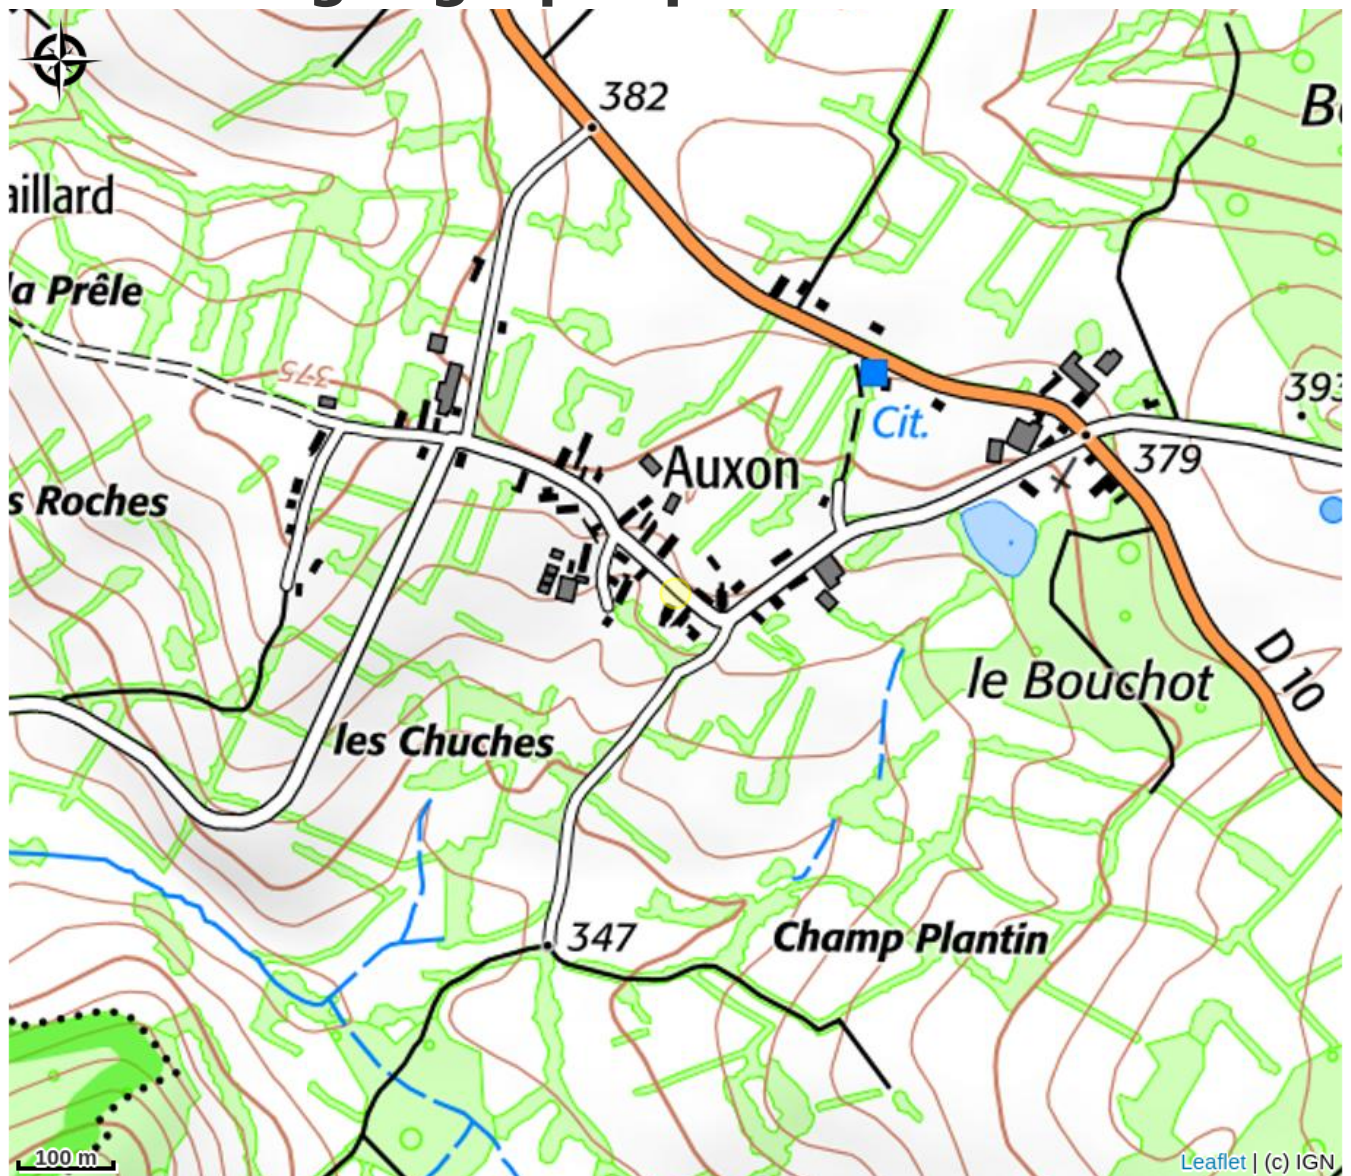 382
B
aillard
la Prêle
375
393
Cit.
Auxon
379
s Roches
D 10
le Bouchot
les Chuches
347
Champ Plantin
100 m
Leaflet | (c) IGN